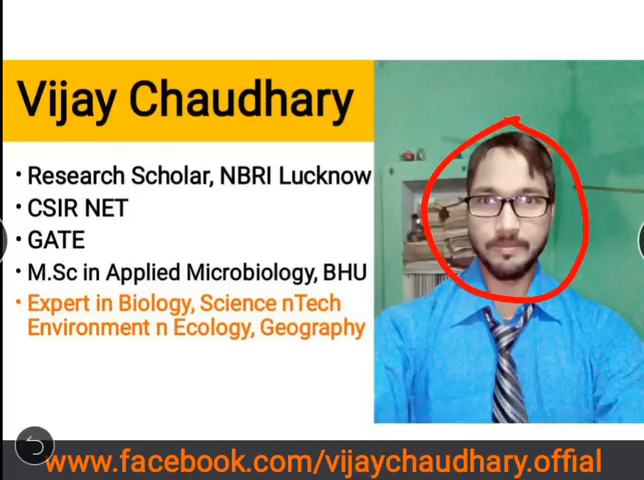 Vijay Chaudhary
• Research Scholar, NBRI Lucknow
• CSIR NET
• GATE
• M.Sc in Applied Microbiology, BHU
• Expert in Biology, Science nTech
Environment n Ecology, Geography
www.facebook.com/vijaychaudhary.offial